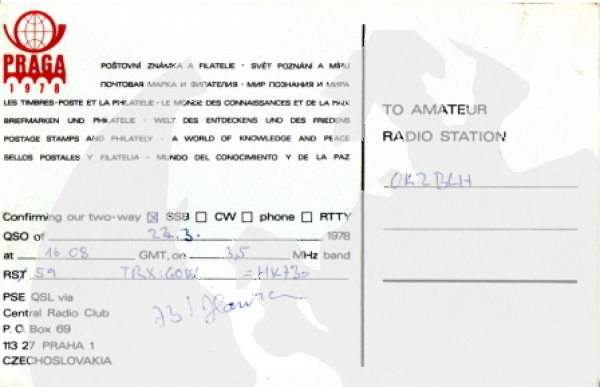 PRAGA
1978
POŠTOVNÍ ZNÁMKA A FILATELIE - SVĚT POZNÁNÍ A MÍRU
ПОЧТОВАЯ МАРКА И ФИЛАТЕЛИЯ - МИР ПОЗНАНИЯ И МИРА
LES TIMBRES-POSTE ET LA PHILATELIE - LE MONDE DES CONNAISSANCES ET DE LA PAIX
BRIEFMARKEN UND PHILATELIE - WELT DES ENTDECKENS UND DES FRIEDENS
POSTAGE STAMPS AND PHILATELY - A WORLD OF KNOWLEDGE AND PEACE
SELLOS POSTALES Y FILATELIA - MUNDO DEL CONOCIMIENTO Y DE LA PAZ
Confirming our two-way ☒ SSB ☐ CW ☐ phone ☐ RTTY
QSO of 22.3. 1978
at 16.08 GMT, on 3,5 MHz band
RST 59 TRX: 60W
PSE QSL via
Central Radio Club
P. O. Box 69
113 27 PRAHA 1
CZECHOSLOVAKIA
73!
TO AMATEUR
RADIO STATION
OK2BLH